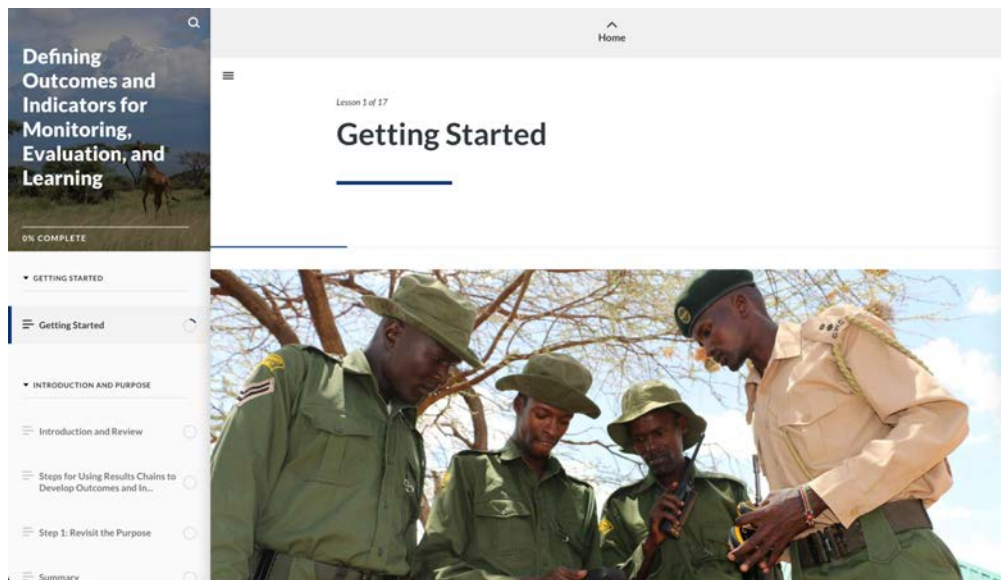 Defining
Outcomes and
Indicators for
Monitoring,
Evaluation, and
Learning
0% COMPLETE
GETTING STARTED
Getting Started
INTRODUCTION AND PURPOSE
Introduction and Review
Steps for Using Results Chains to
Develop Outcomes and In...
Step 1: Revisit the Purpose
Summary
Home
Lesson 1 of 17
Getting Started